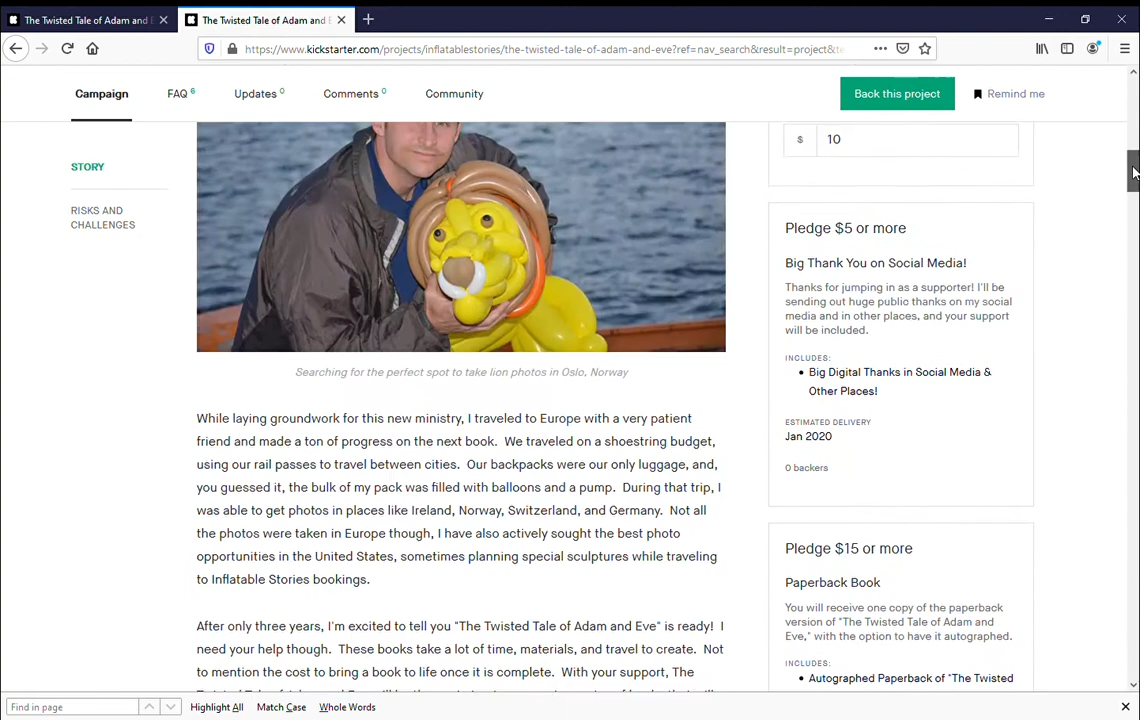 The Twisted Tale of Adam and E
The Twisted Tale of Adam and E
https://www.kickstarter.com/projects/inflatablestories/the-twisted-tale-of-adam-and-eve?ref=nav_search&result=project&te
Campaign
FAQ 6
Updates 0
Comments 0
Community
Back this project
Remind me
STORY
RISKS AND
CHALLENGES
Searching for the perfect spot to take lion photos in Oslo, Norway
While laying groundwork for this new ministry, I traveled to Europe with a very patient
friend and made a ton of progress on the next book. We traveled on a shoestring budget,
using our rail passes to travel between cities. Our backpacks were our only luggage, and,
you guessed it, the bulk of my pack was filled with balloons and a pump. During that trip, I
was able to get photos in places like Ireland, Norway, Switzerland, and Germany. Not all
the photos were taken in Europe though, I have also actively sought the best photo
opportunities in the United States, sometimes planning special sculptures while traveling
to Inflatable Stories bookings.
After only three years, I'm excited to tell you "The Twisted Tale of Adam and Eve" is ready! I
need your help though. These books take a lot of time, materials, and travel to create. Not
to mention the cost to bring a book to life once it is complete. With your support, The
$ 10
Pledge $5 or more
Big Thank You on Social Media!
Thanks for jumping in as a supporter! I'll be
sending out huge public thanks on my social
media and in other places, and your support
will be included.
INCLUDES:
• Big Digital Thanks in Social Media &
Other Places!
ESTIMATED DELIVERY
Jan 2020
0 backers
Pledge $15 or more
Paperback Book
You will receive one copy of the paperback
version of "The Twisted Tale of Adam and
Eve," with the option to have it autographed.
INCLUDES:
• Autographed Paperback of "The Twisted
Find in page
Highlight All
Match Case
Whole Words